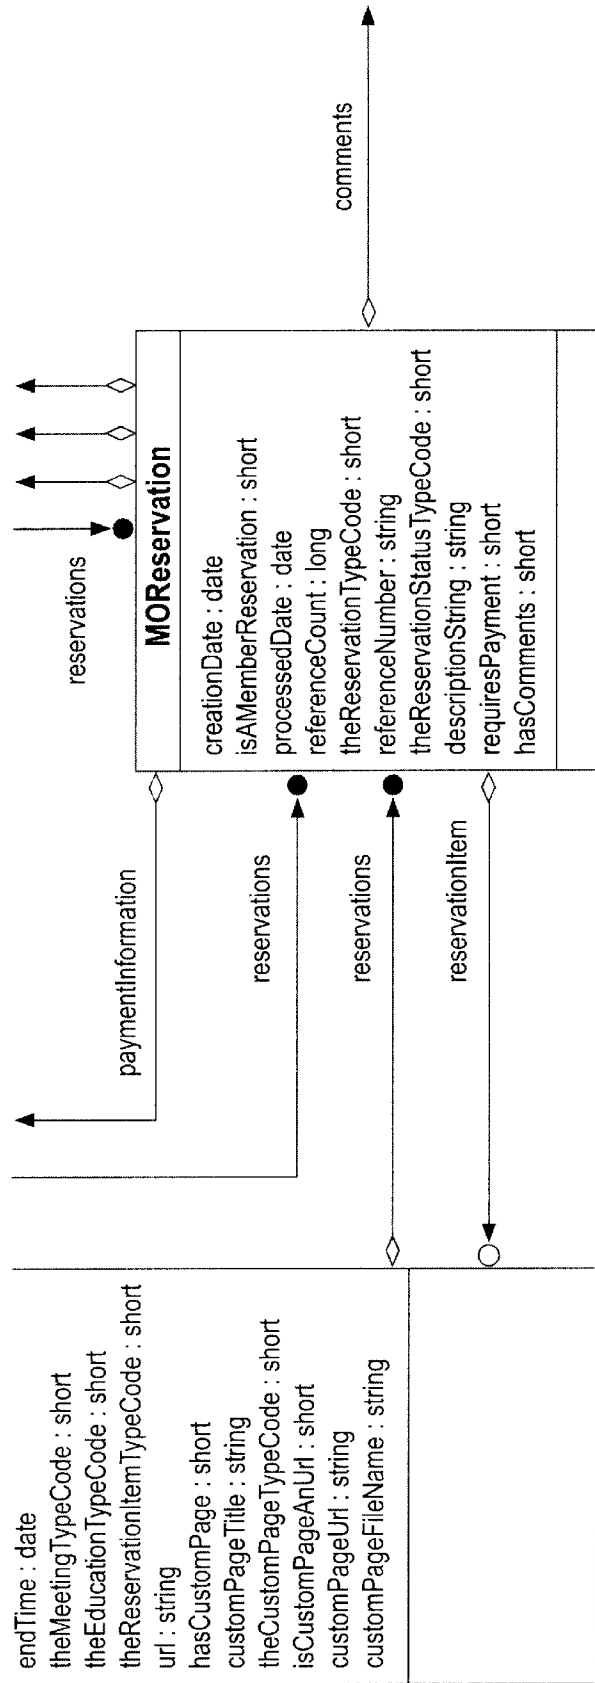 endTime : date
theMeetingTypeCode : short
theEducationTypeCode : short
theReservationItemTypeCode : short
url : string
hasCustomPage : short
customPageTitle : string
theCustomPageTypeCode : short
isCustomPageAnUrl : short
customPageUrl : string
customPageFileName : string
paymentInformation
reservations
reservations
reservationItem
reservations
MOReservation
creationDate : date
isAMemberReservation : short
processedDate : date
referenceCount : long
theReservationTypeCode : short
referenceNumber : string
theReservationStatusTypeCode : short
descriptionString : string
requiresPayment : short
hasComments : short
comments